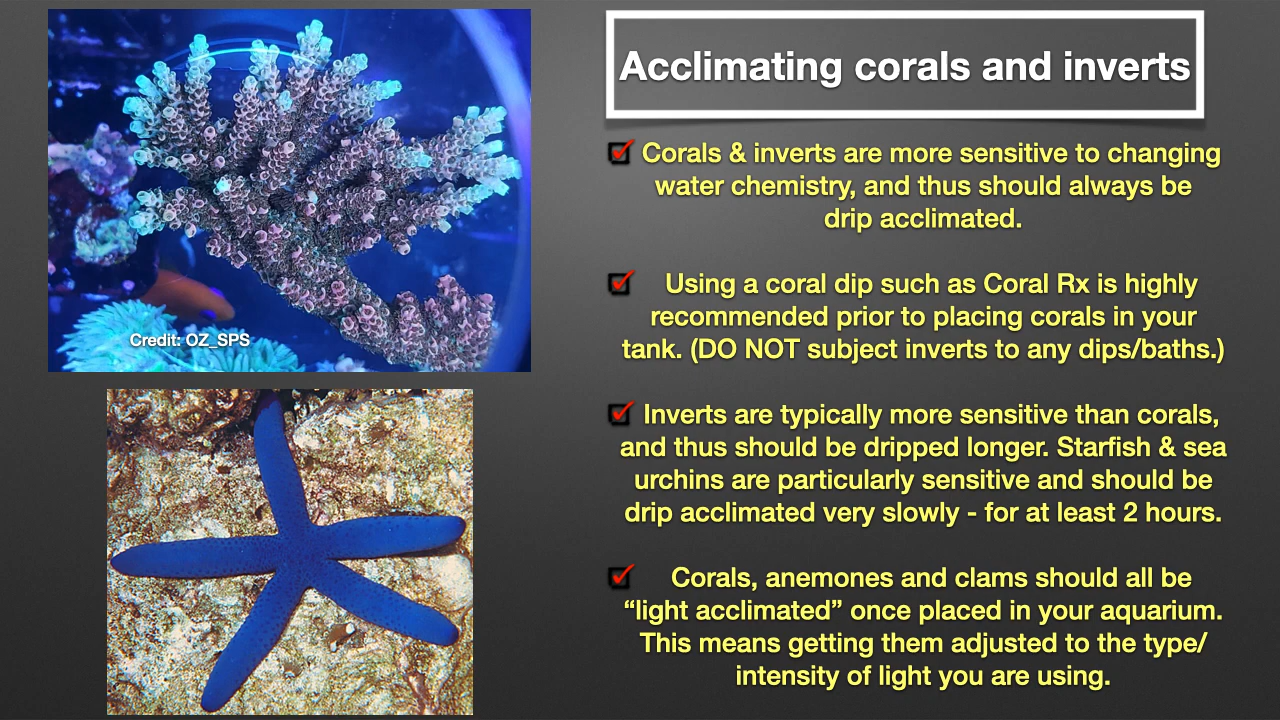 Acclimating corals and inverts
Corals & inverts are more sensitive to changing
water chemistry, and thus should always be
drip acclimated.
Using a coral dip such as Coral Rx is highly
recommended prior to placing corals in your
tank. (DO NOT subject inverts to any dips/baths.)
Inverts are typically more sensitive than corals,
and thus should be dripped longer. Starfish & sea
urchins are particularly sensitive and should be
drip acclimated very slowly - for at least 2 hours.
Corals, anemones and clams should all be
“light acclimated” once placed in your aquarium.
This means getting them adjusted to the type/
intensity of light you are using.
Credit: OZ_SPS